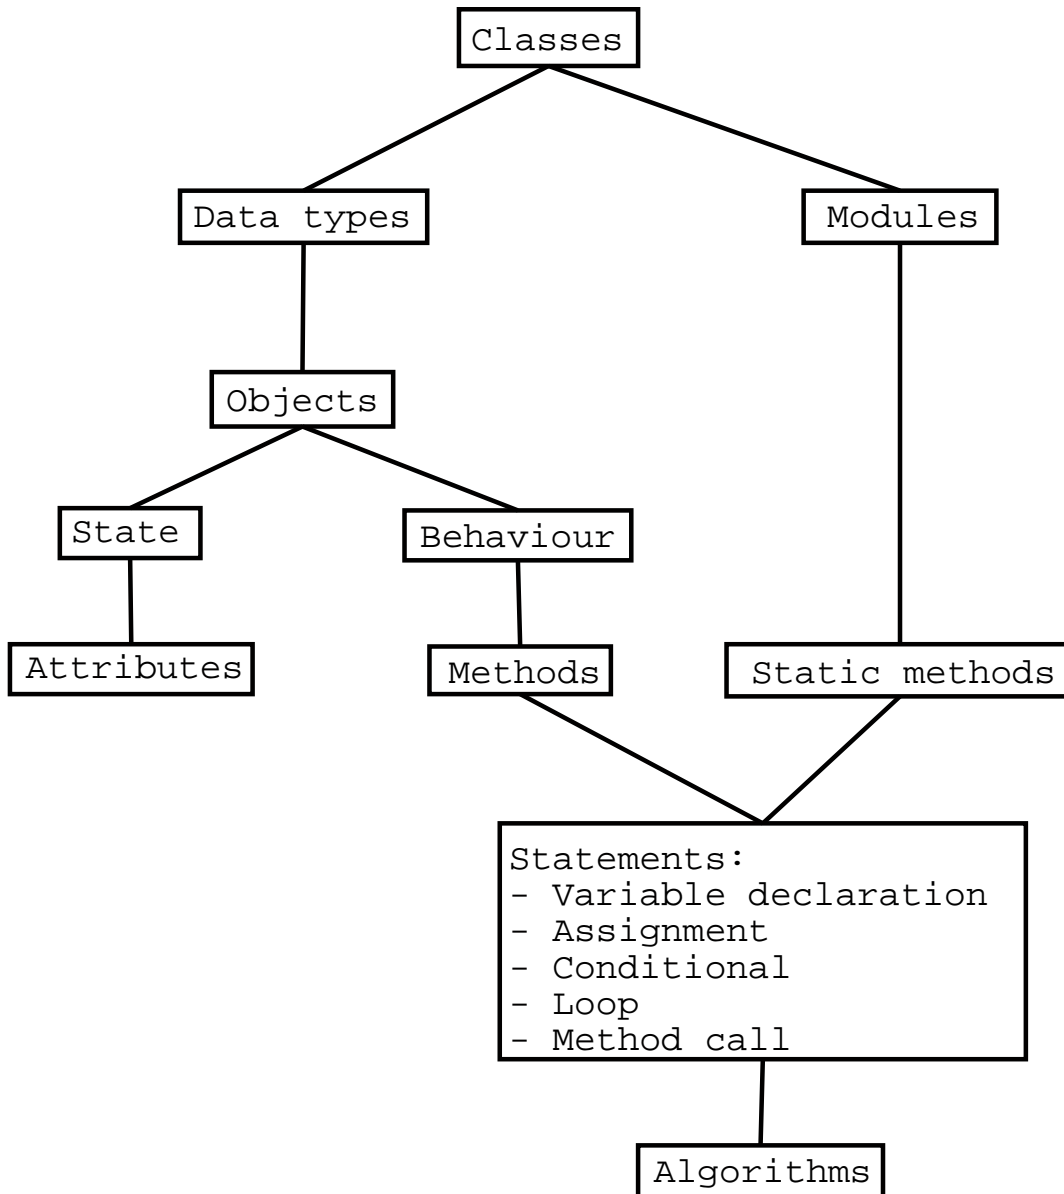 Classes
Data types
Modules
Objects
State
Behaviour
Attributes
Methods
Static methods
Statements:
- Variable declaration
- Assignment
- Conditional
- Loop
- Method call
Algorithms